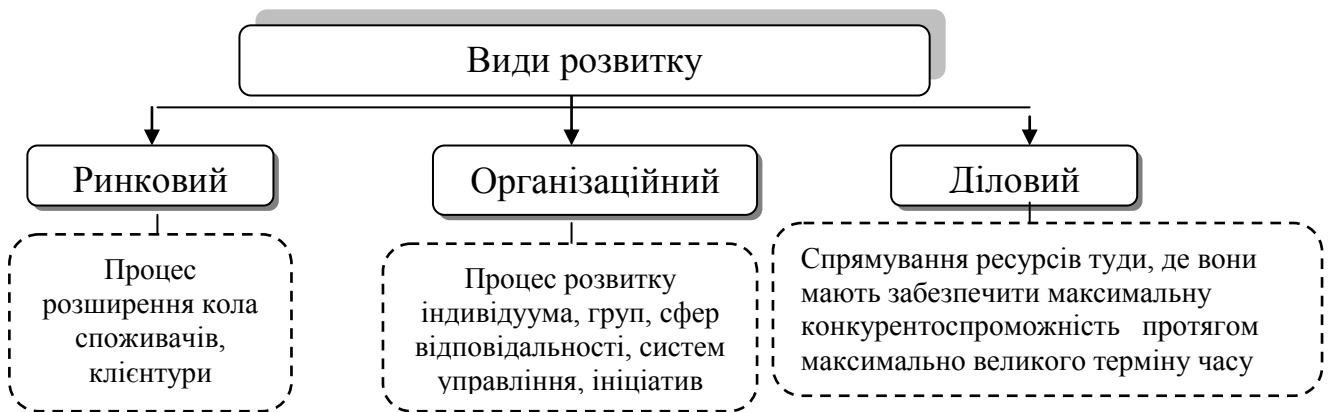 Види розвитку
Ринковий
Організаційний
Діловий
Процес
розширення кола
споживачів,
клієнтури
Процес розвитку
індивідуума, груп, сфер
відповідальності, систем
управління, ініціатив
Спрямування ресурсів туди, де вони
мають забезпечити максимальну
конкурентоспроможність протягом
максимально великого терміну часу